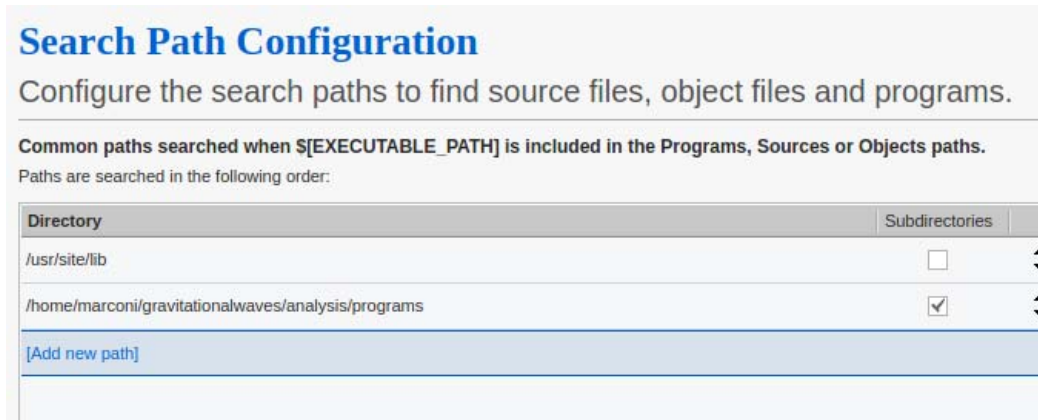 Search Path Configuration
Configure the search paths to find source files, object files and programs.
Common paths searched when $[EXECUTABLE_PATH] is included in the Programs, Sources or Objects paths.
Paths are searched in the following order:
Directory Subdirectories
/usr/site/lib
/home/marconi/gravitationalwaves/analysis/programs
[Add new path]